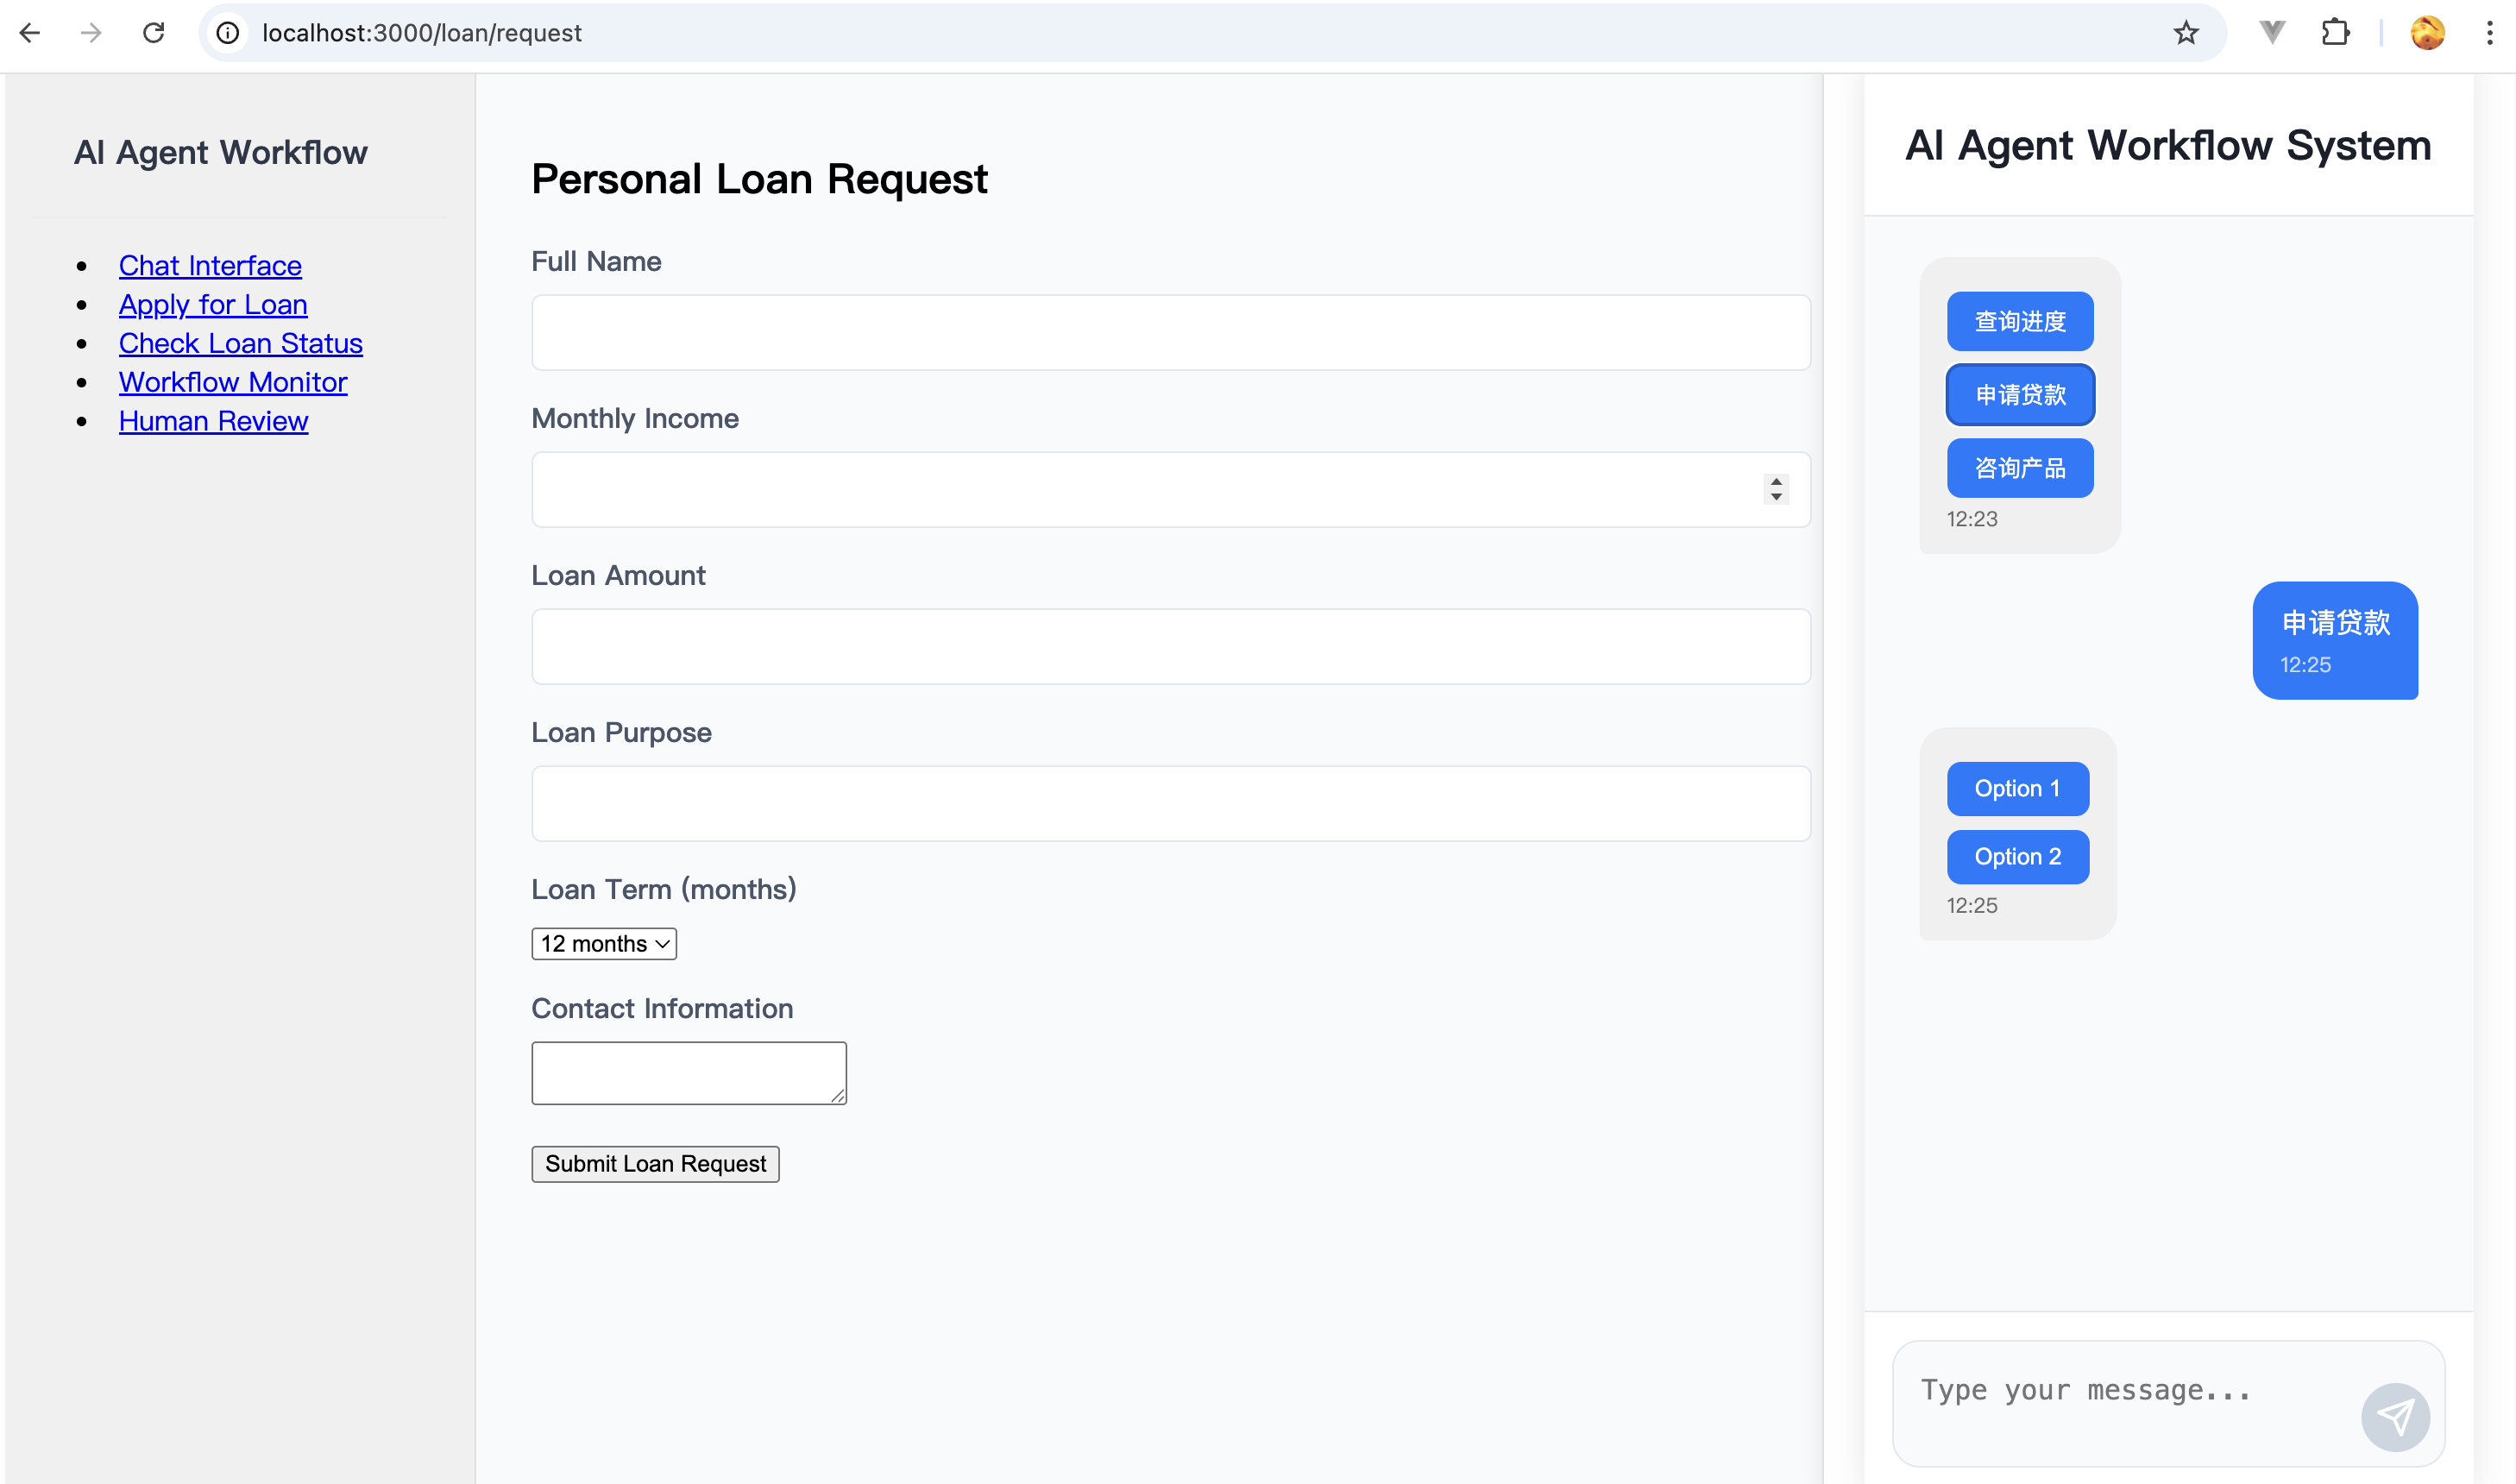 localhost:3000/loan/request
AI Agent Workflow
Chat Interface
Apply for Loan
Check Loan Status
Workflow Monitor
Human Review
Personal Loan Request
Full Name
Monthly Income
Loan Amount
Loan Purpose
Loan Term (months)
12 months
Contact Information
Submit Loan Request
AI Agent Workflow System
查询进度
申请贷款
咨询产品
12:23
申请贷款
12:25
Option 1
Option 2
12:25
Type your message...